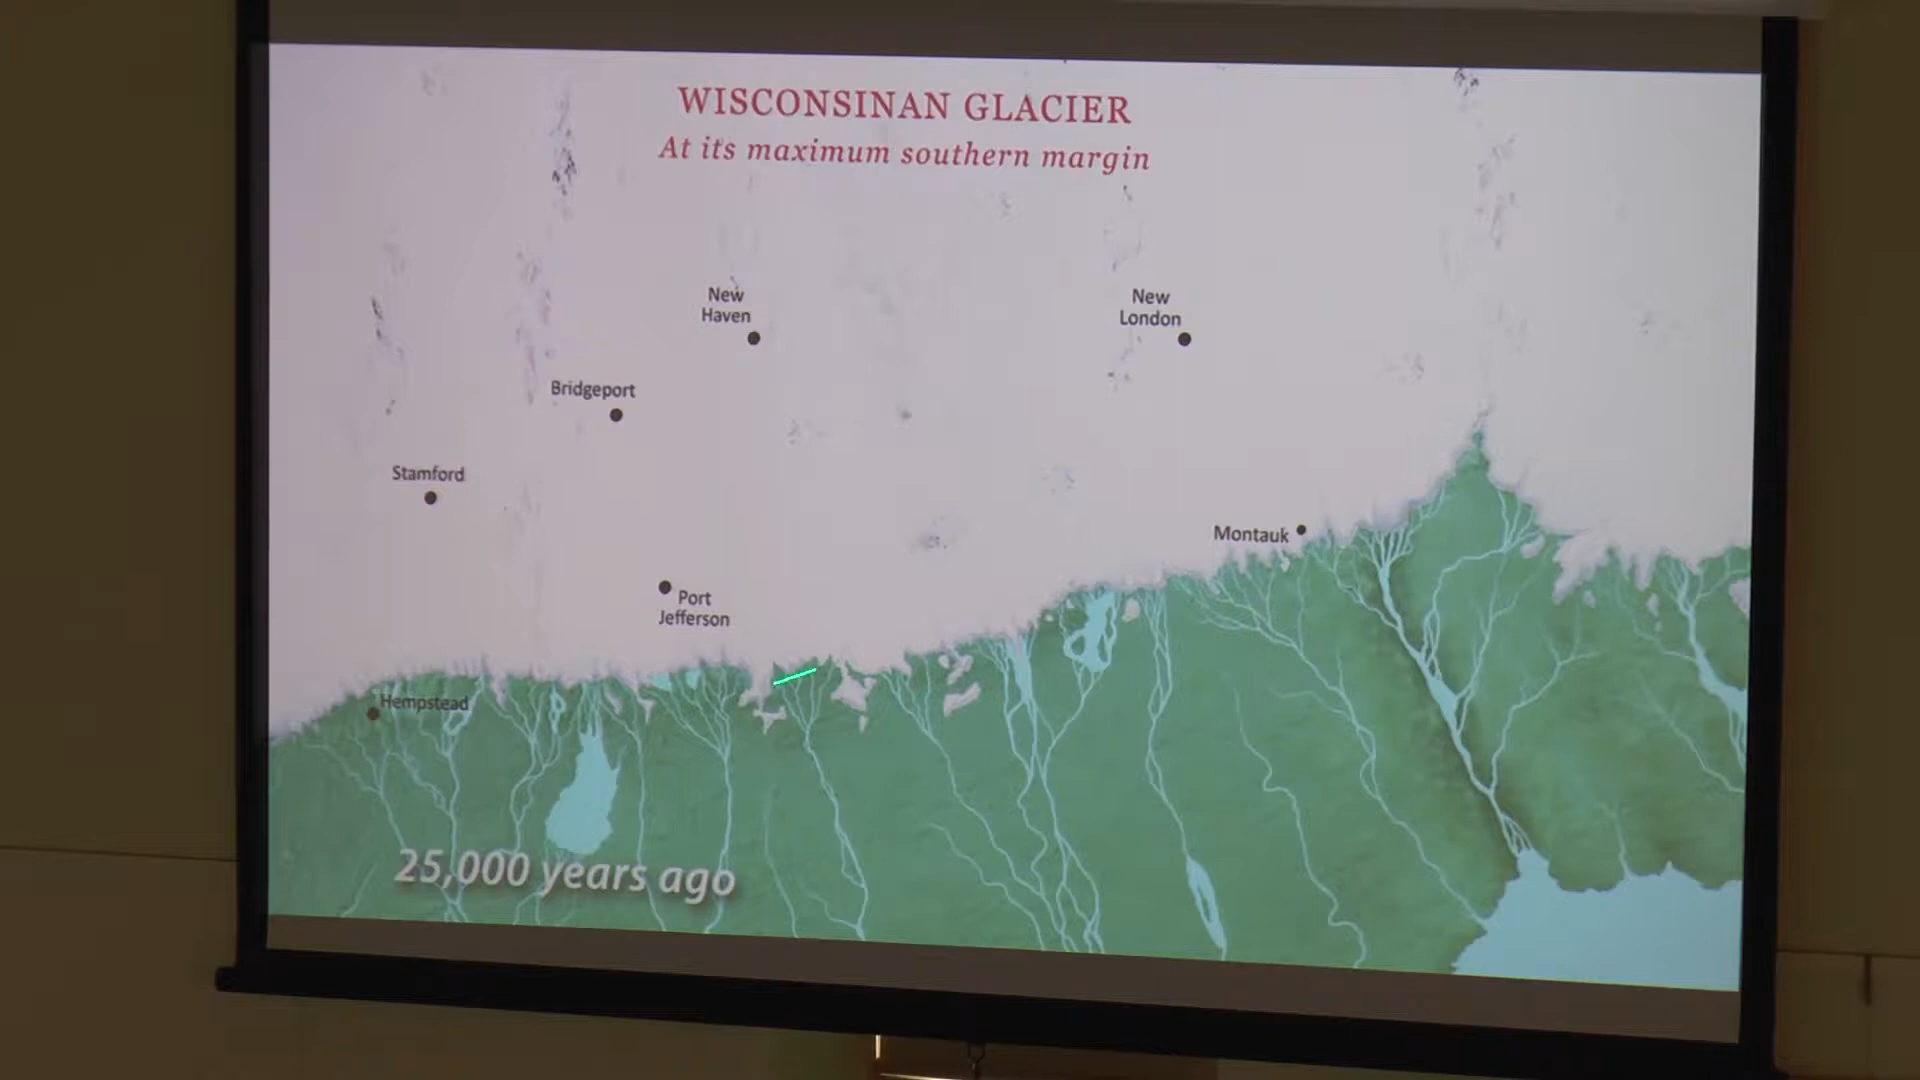 WISCONSINAN GLACIER
At its maximum southern margin
New
Haven
New
London
Bridgeport
Stamford
Montauk
Port
Jefferson
Hempstead
25,000 years ago